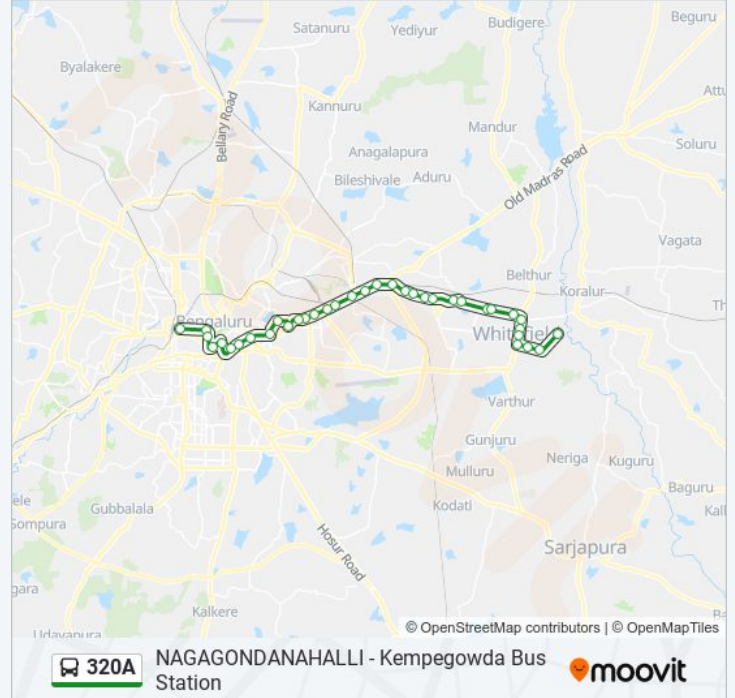 Satanuru
Yediyur
Budigere
Beguru
Byalakere
Kannuru
Bellary Road
Mandur
Soluru
Anagalapura
Bileshivale
Aduru
Old Madras Road
Vagata
Belthur
Koralur
Bengaluru
Whitefield
Varthur
Gunjuru
Neriga
Kuguru
Mulluru
Baguru
Kodati
Gubbalala
Sompura
Hosur Road
Sarjapura
Kalkere
Udayapura
© OpenStreetMap contributors | © OpenMapTiles
320A
NAGAGONDANAHALLI - Kempegowda Bus
Station
moovit